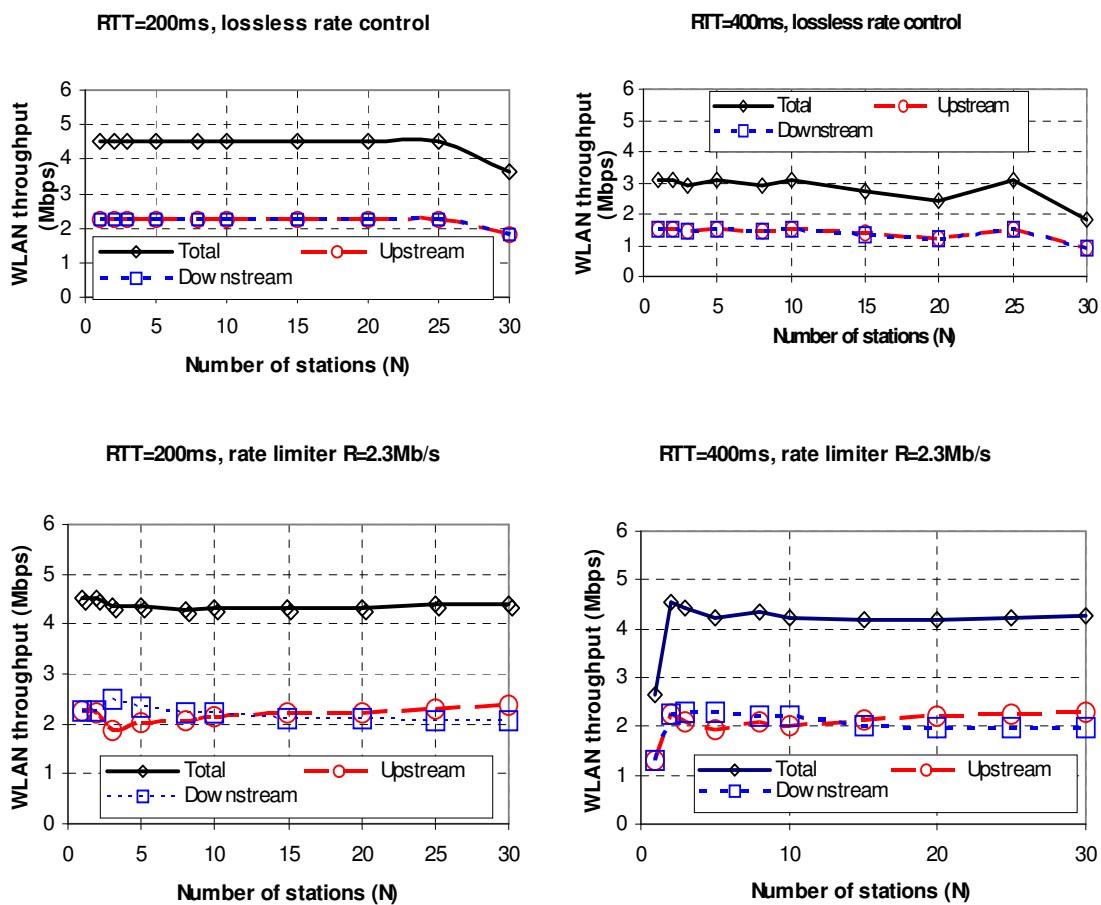 RTT=200ms, lossless rate control
WLAN throughput
(Mbps)
6
5
4
3
2
1
0
Total
Upstream
Downstream
0 5 10 15 20 25 30
Number of stations (N)
RTT=400ms, lossless rate control
WLAN throughput
(Mbps)
6
5
4
3
2
1
0
Total
Upstream
Downstream
0 5 10 15 20 25 30
Number of stations (N)
RTT=200ms, rate limiter R=2.3Mb/s
WLAN throughput (Mbps)
6
5
4
3
2
1
0
Total
Upstream
Downstream
0 5 10 15 20 25 30
Number of stations (N)
RTT=400ms, rate limiter R=2.3Mb/s
WLAN throughput (Mbps)
6
5
4
3
2
1
0
Total
Upstream
Downstream
0 10 20 30
Number of stations (N)